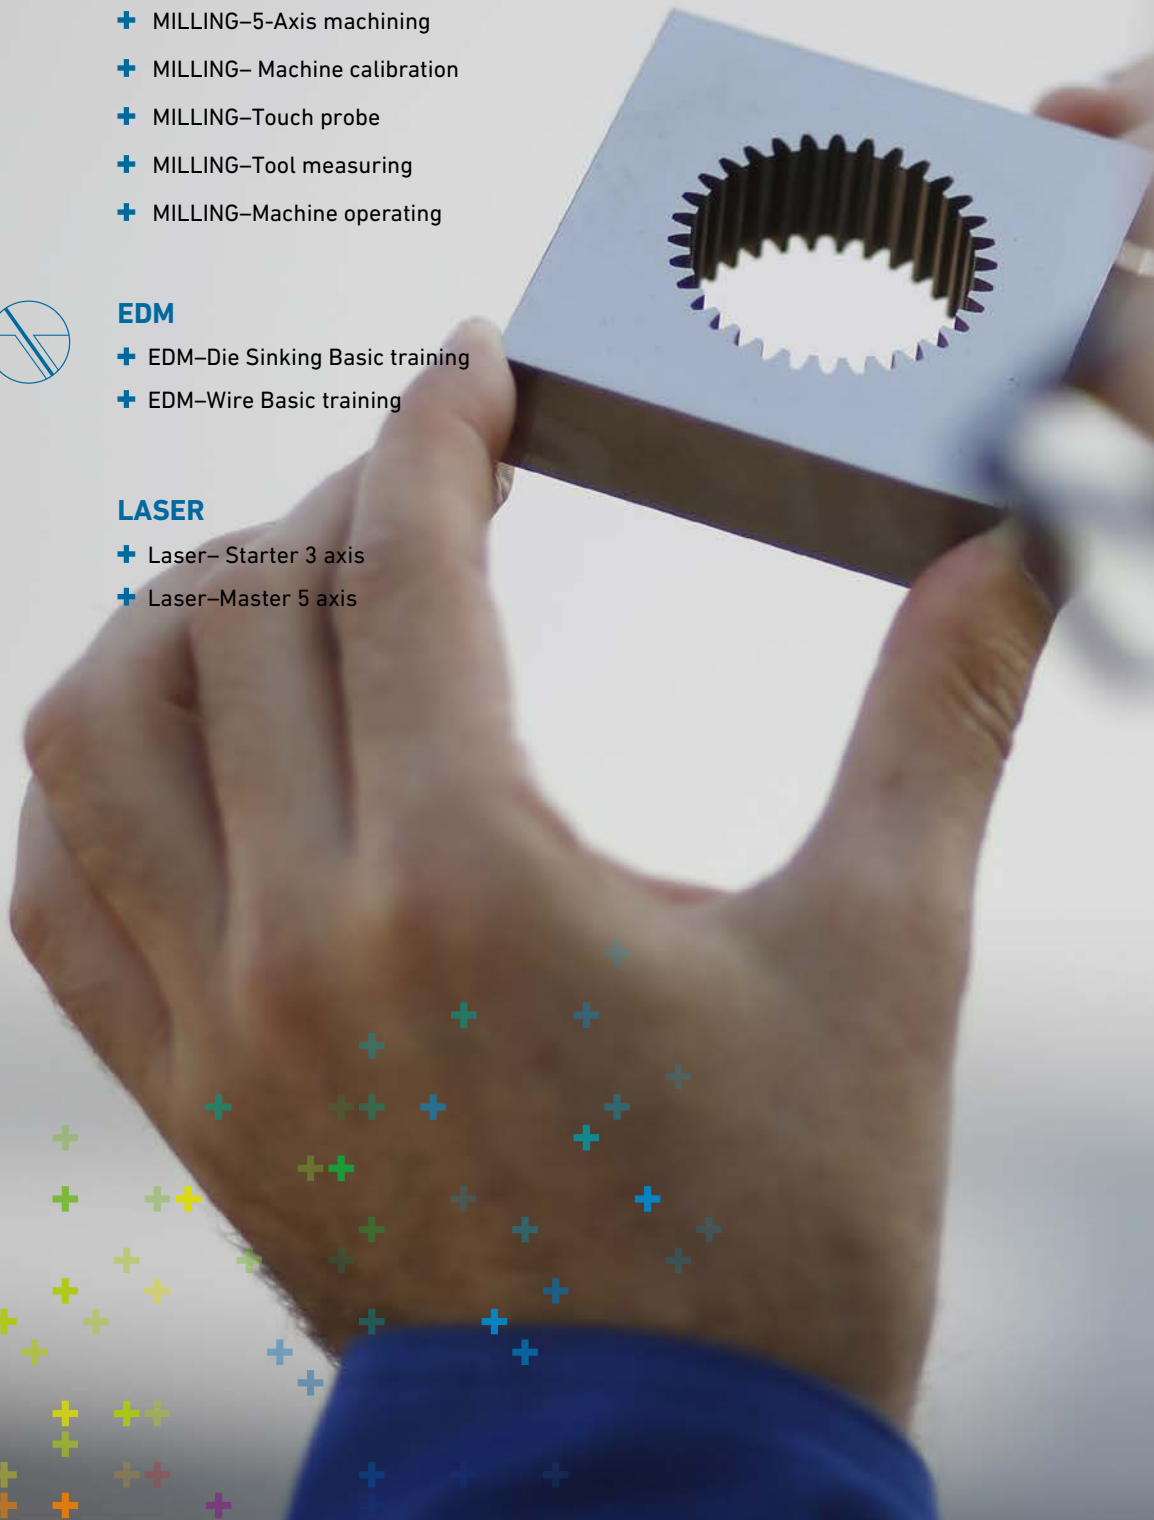 MILLING–5-Axis machining
MILLING– Machine calibration
MILLING–Touch probe
MILLING–Tool measuring
MILLING–Machine operating
EDM
EDM–Die Sinking Basic training
EDM–Wire Basic training
LASER
Laser– Starter 3 axis
Laser–Master 5 axis